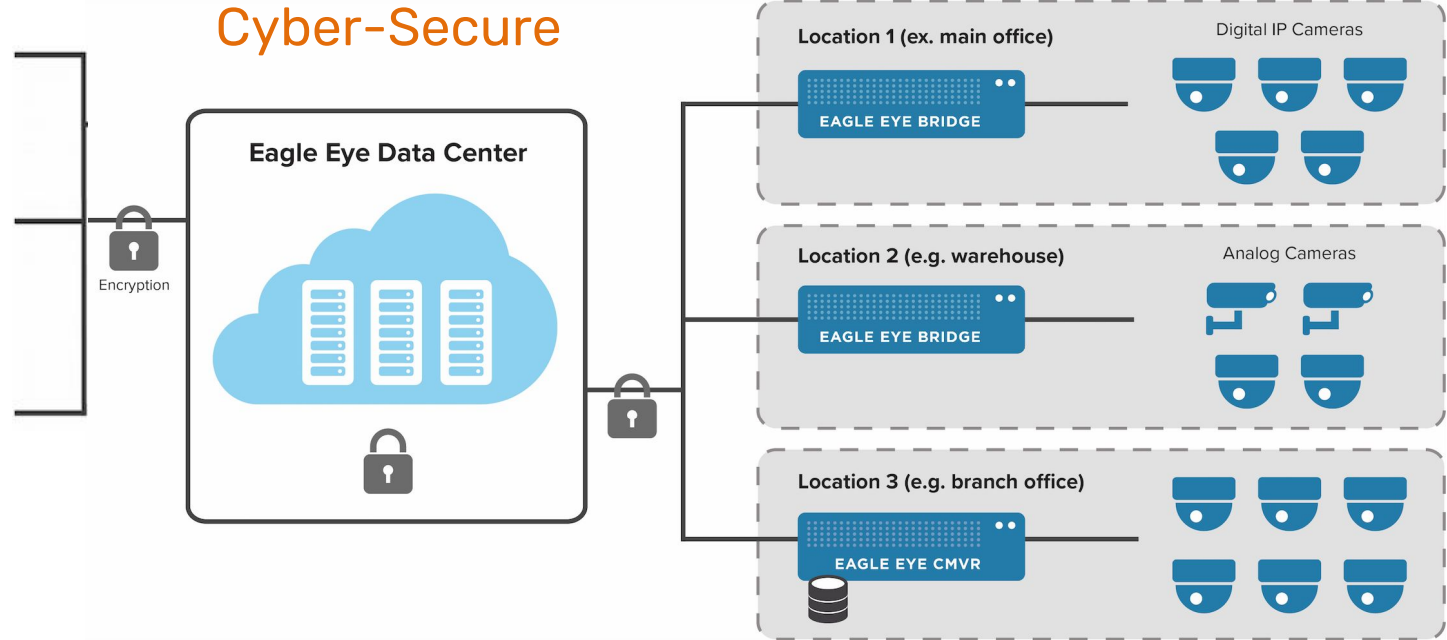 Cyber-Secure
Eagle Eye Data Center
Encryption
Location 1 (ex. main office)
Digital IP Cameras
EAGLE EYE BRIDGE
Location 2 (e.g. warehouse)
Analog Cameras
EAGLE EYE BRIDGE
Location 3 (e.g. branch office)
EAGLE EYE CMVR